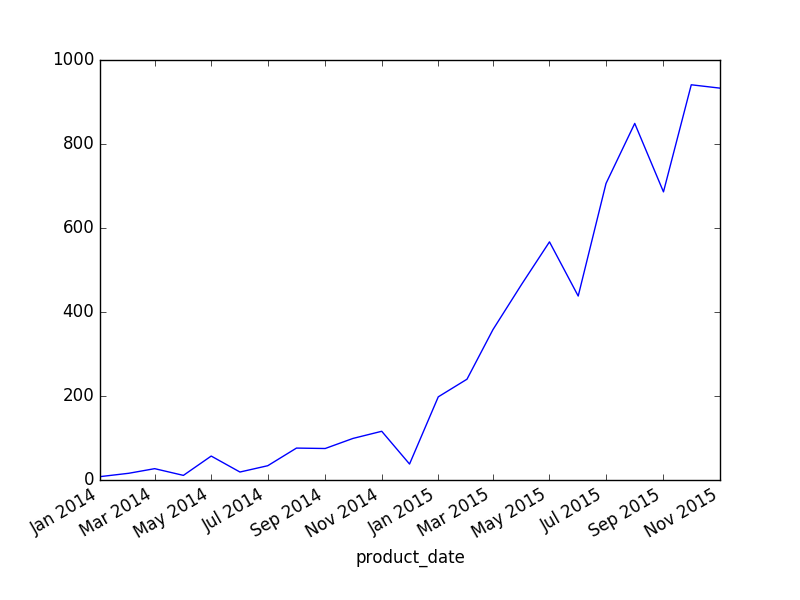 1000
800
600
400
200
0
Jan 2014
Mar 2014
May 2014
Jul 2014
Sep 2014
Nov 2014
Jan 2015
Mar 2015
May 2015
Jul 2015
Sep 2015
Nov 2015
product_date